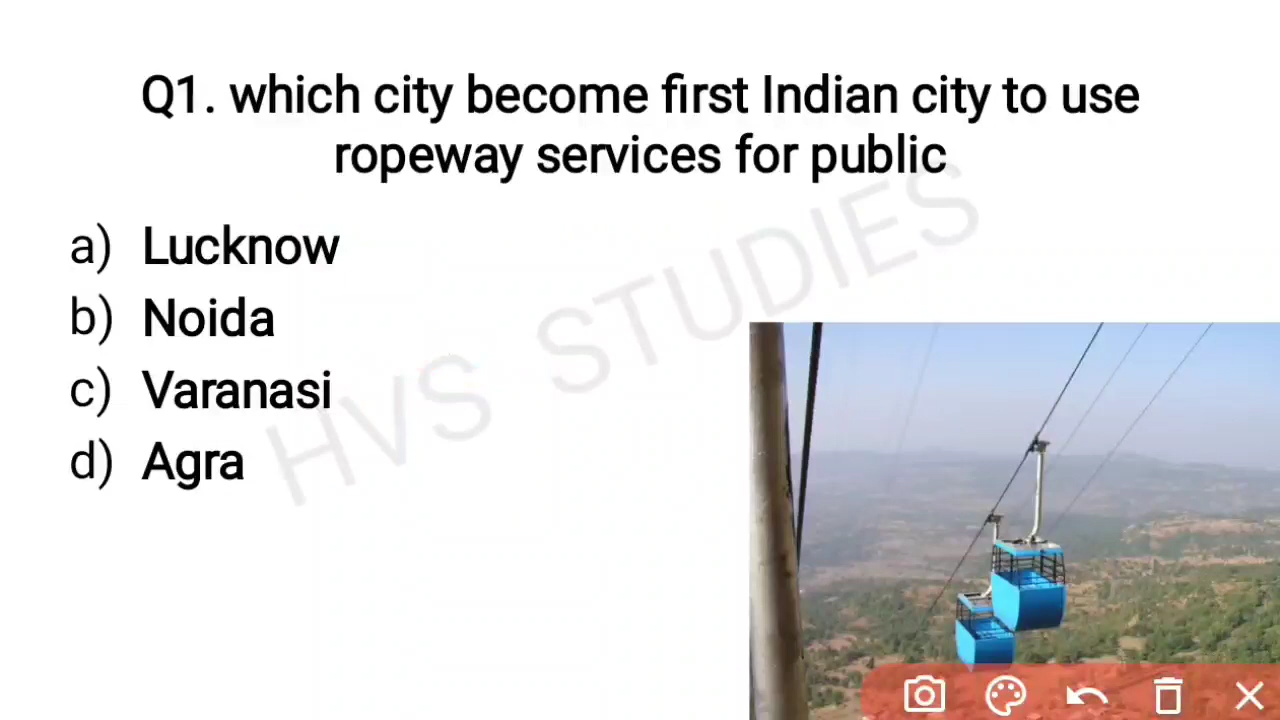 Q1. which city become first Indian city to use
ropeway services for public
a) Lucknow
b) Noida
c) Varanasi
d) Agra
HVS STUDIES